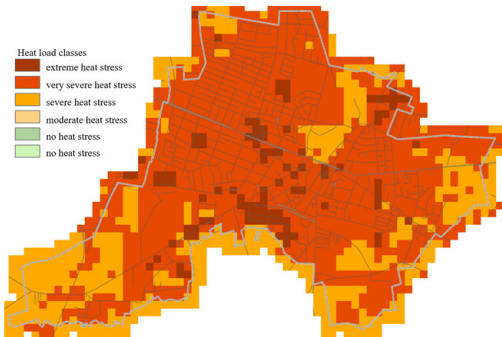 Heat load classes
extreme heat stress
very severe heat stress
severe heat stress
moderate heat stress
no heat stress
no heat stress